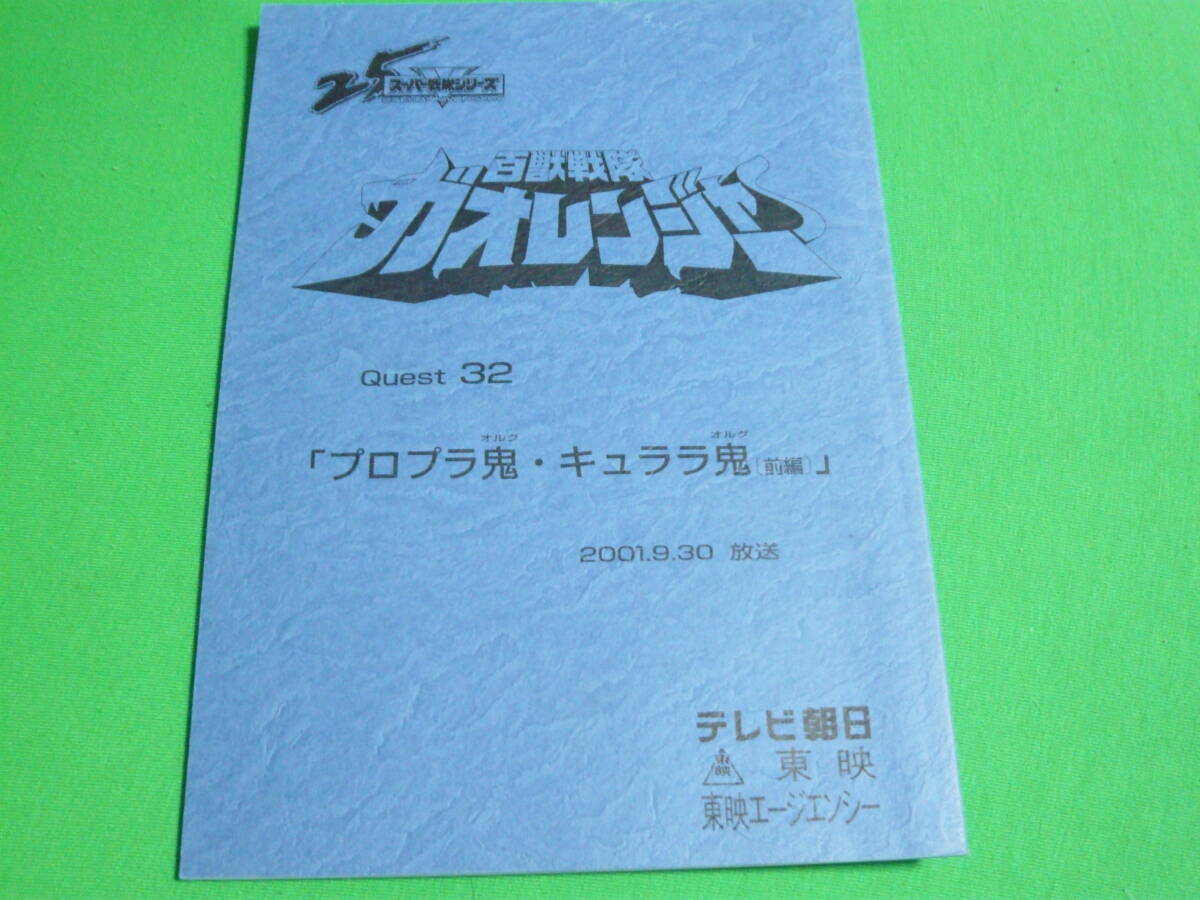 25 スーパー戦隊シリーズ
百獣戦隊
ガオレンジャー
Quest 32
オルグ オルグ
「プロプラ鬼・キュララ鬼〔前編〕」
2001.9.30 放送
テレビ朝日
東映 東映
東映エージエンシー